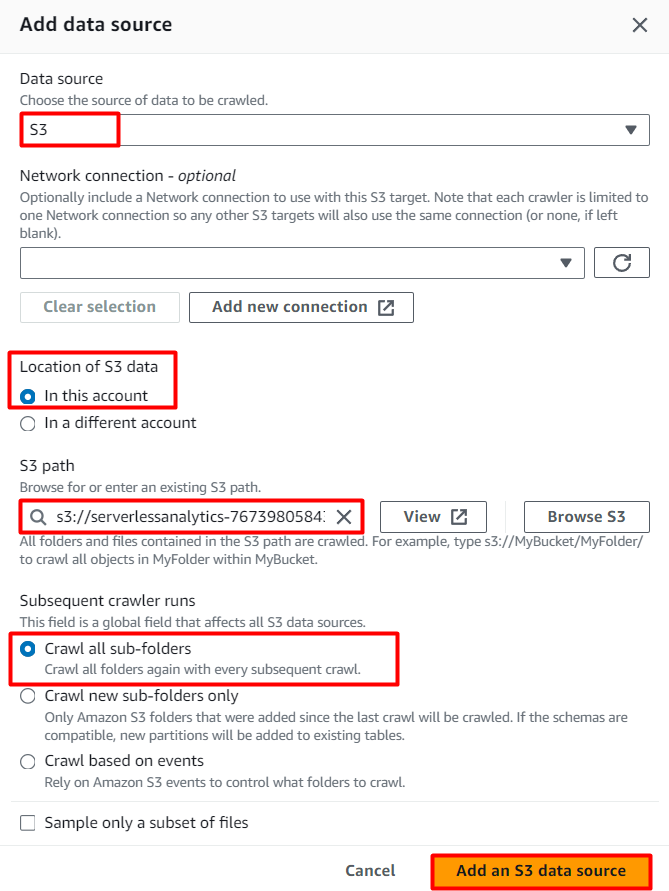 Add data source
Data source
Choose the source of data to be crawled.
S3
Network connection - optional
Optionally include a Network connection to use with this S3 target. Note that each crawler is limited to
one Network connection so any other S3 targets will also use the same connection (or none, if left
blank).
Clear selection
Add new connection
Location of S3 data
In this account
In a different account
S3 path
Browse for or enter an existing S3 path.
s3://serverlessanalytics-76739805843
View
Browse S3
All folders and files contained in the S3 path are crawled. For example, type s3://MyBucket/MyFolder/
to crawl all objects in MyFolder within MyBucket.
Subsequent crawler runs
This field is a global field that affects all S3 data sources.
Crawl all sub-folders
Crawl all folders again with every subsequent crawl.
Crawl new sub-folders only
Only Amazon S3 folders that were added since the last crawl will be crawled. If the schemas are
compatible, new partitions will be added to existing tables.
Crawl based on events
Rely on Amazon S3 events to control what folders to crawl.
Sample only a subset of files
Cancel
Add an S3 data source